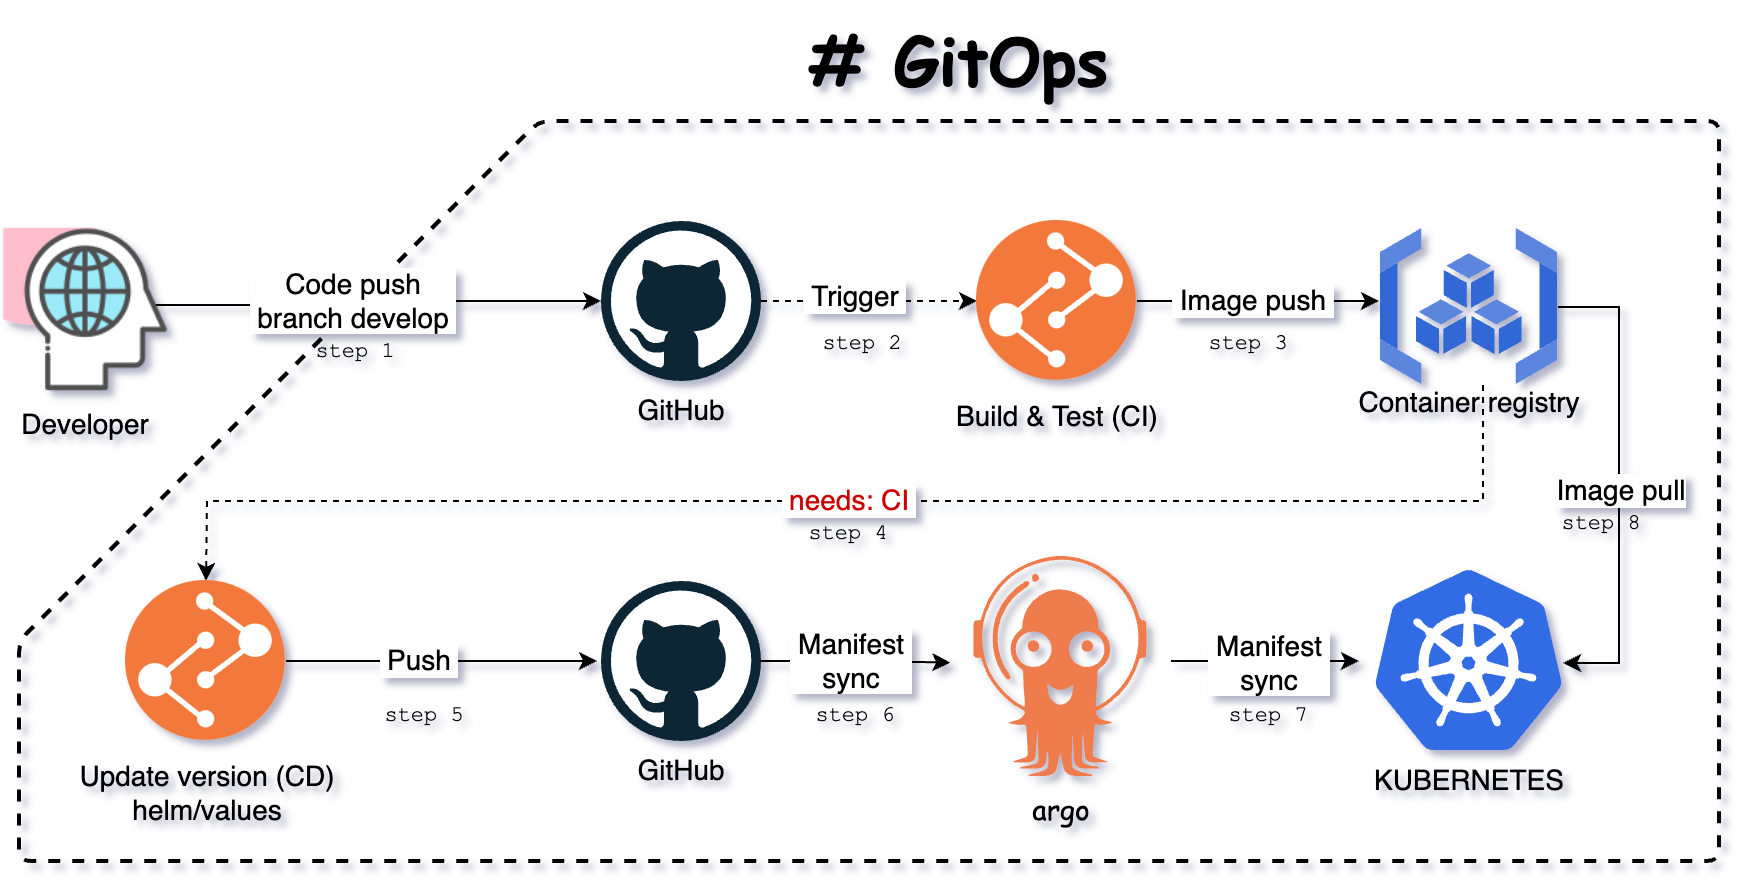 # GitOps
Code push
branch develop
step 1
Trigger
step 2
Image push
step 3
Developer
GitHub
Build & Test (CI)
Container registry
needs: CI
step 4
Image pull
step 8
Push
step 5
Manifest
sync
step 6
Manifest
sync
step 7
Update version (CD)
helm/values
GitHub
argo
KUBERNETES